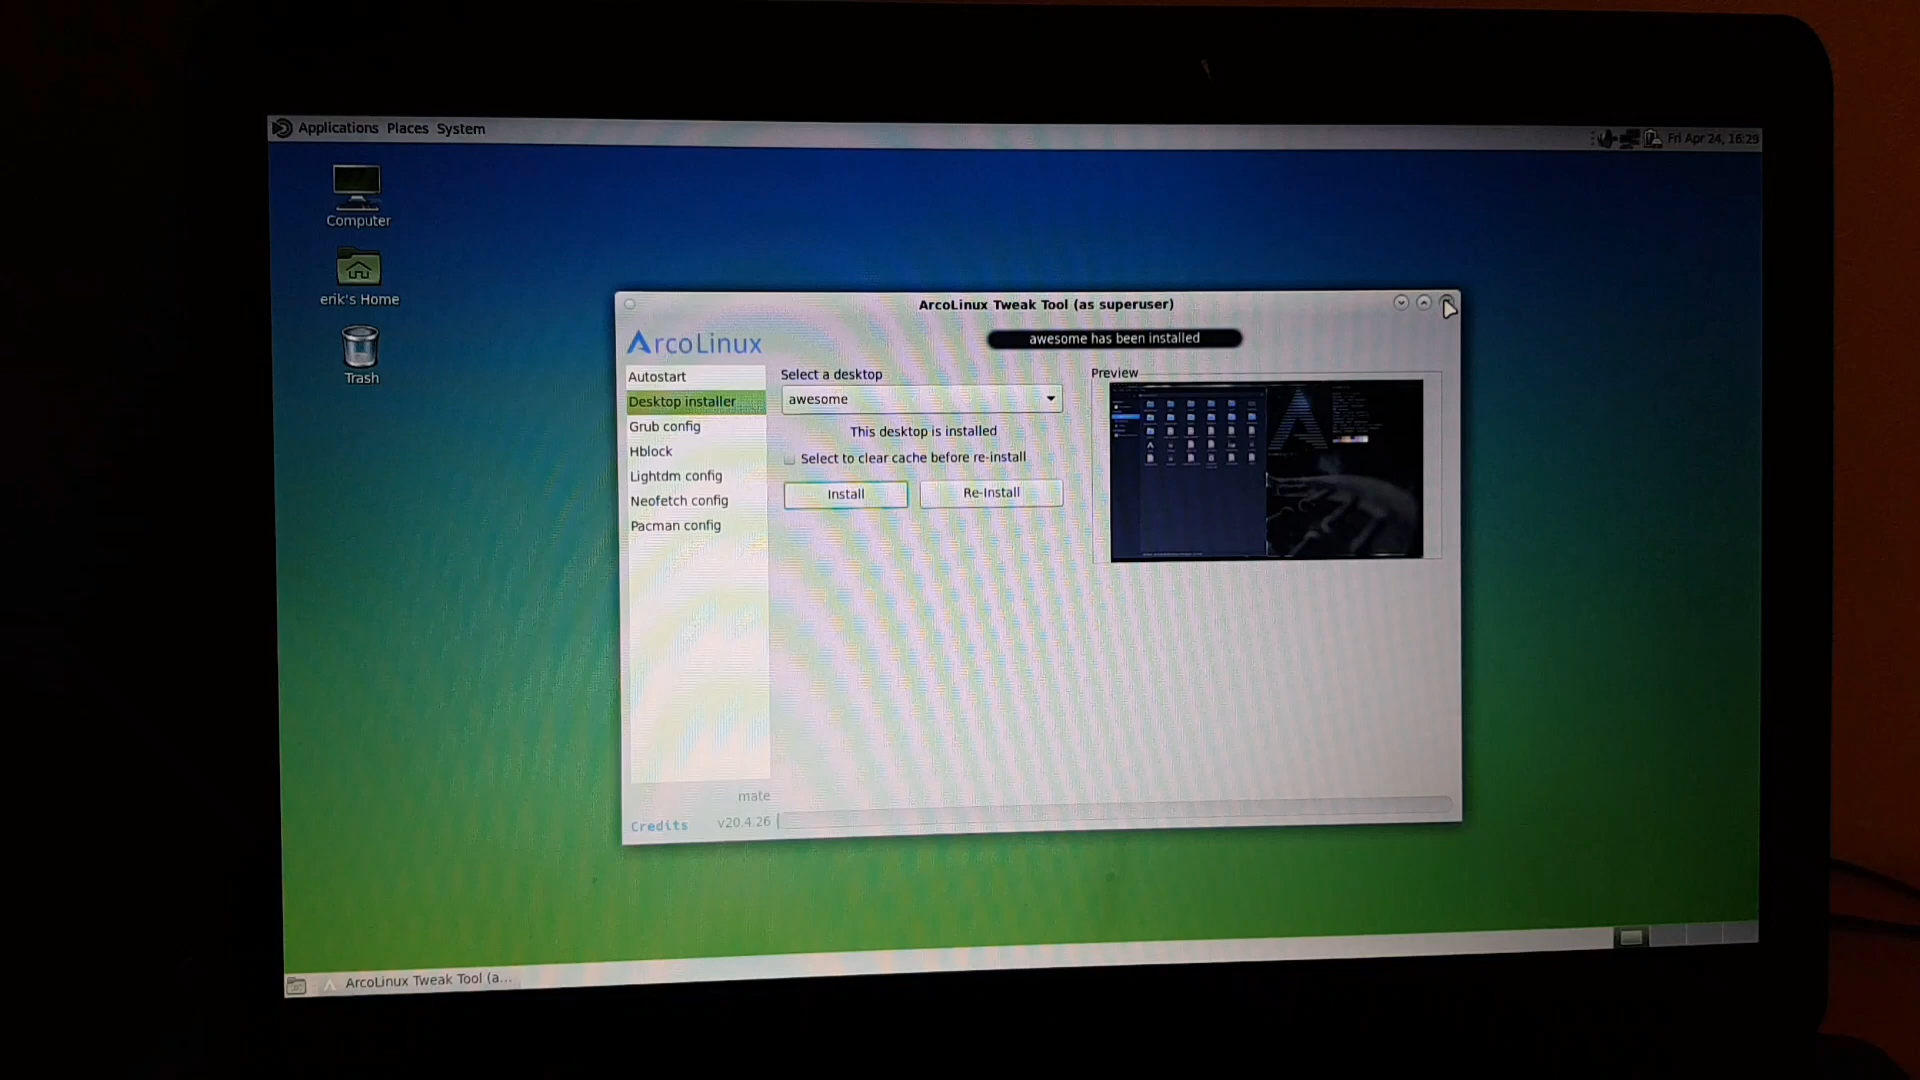 Applications Places System
Fri Apr 24, 16:29
Computer
erik's Home
Trash
ArcoLinux Tweak Tool (as superuser)
ArcoLinux
awesome has been installed
Autostart
Desktop installer
Grub config
Hblock
Lightdm config
Neofetch config
Pacman config
Select a desktop
awesome
This desktop is installed
Select to clear cache before re-install
Install
Re-Install
Preview
mate
Credits
v20.4.26
ArcoLinux Tweak Tool (a...